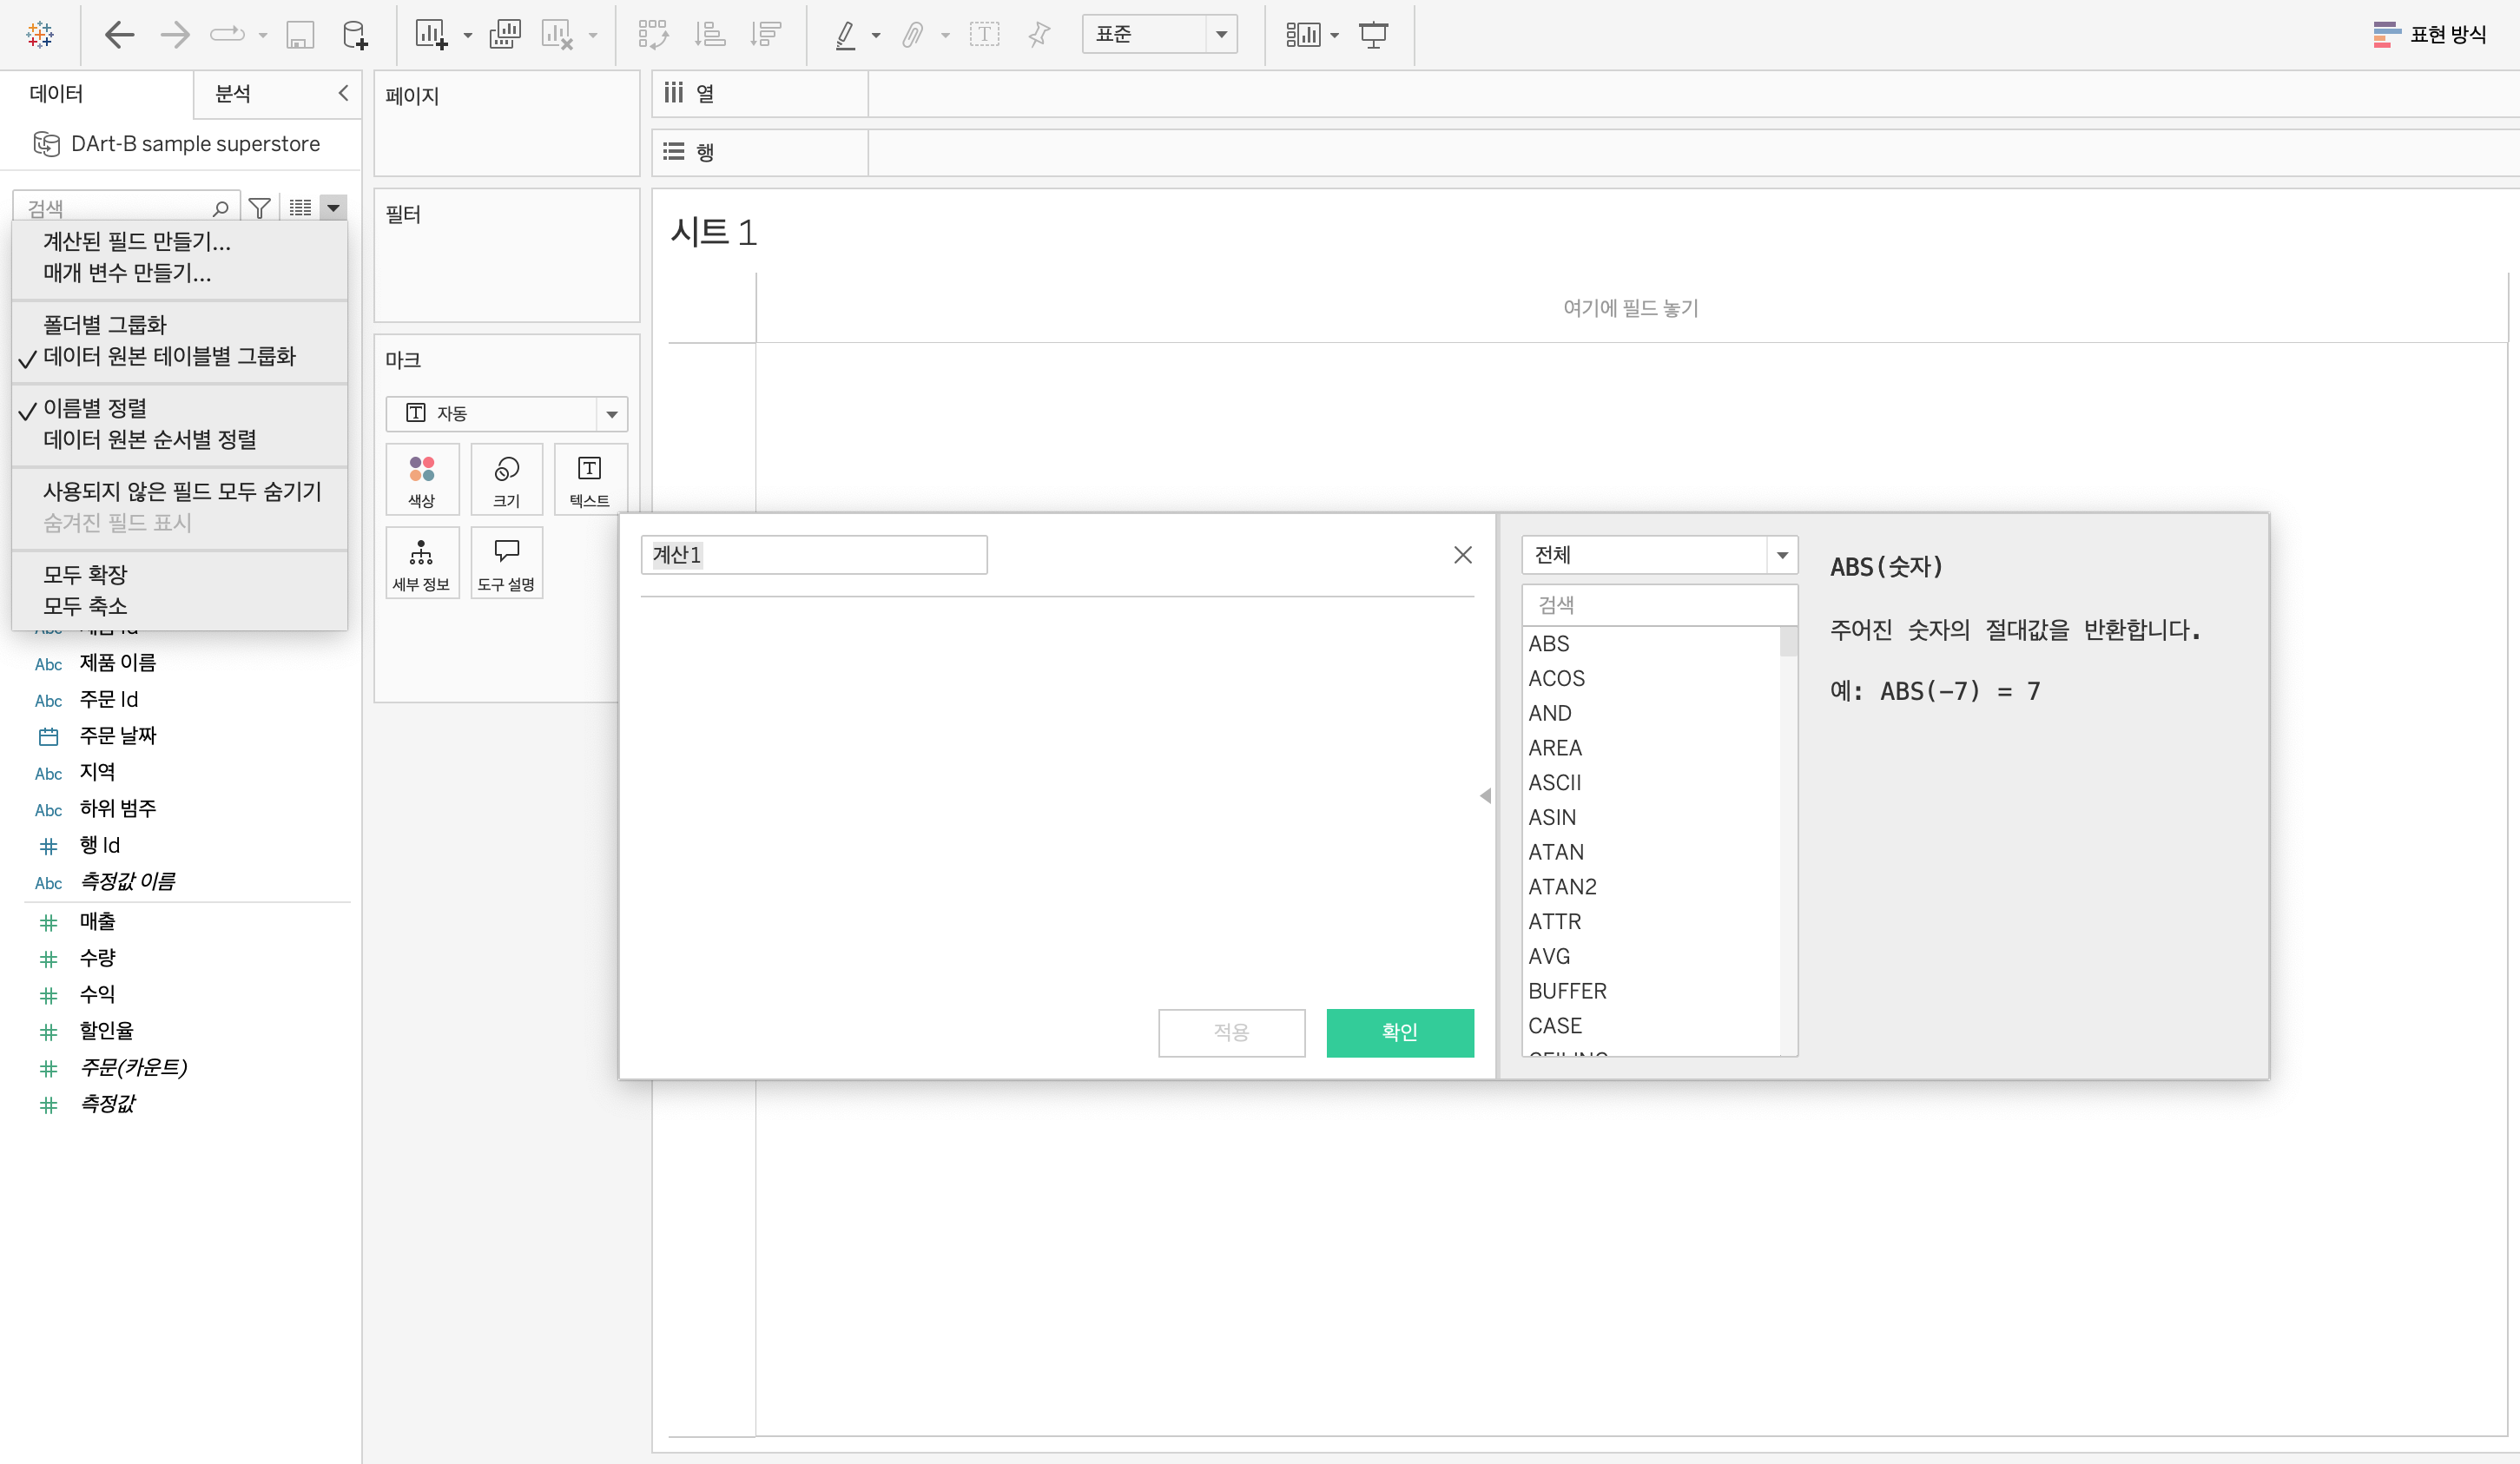 표준
표현 방식
데이터
분석
DArt-B sample superstore
검색
계산된 필드 만들기...
매개 변수 만들기...
폴더별 그룹화
데이터 원본 테이블별 그룹화
이름별 정렬
데이터 원본 순서별 정렬
사용되지 않은 필드 모두 숨기기
숨겨진 필드 표시
모두 확장
모두 축소
Abc 제품 Id
Abc 제품 이름
Abc 주문 Id
주문 날짜
Abc 지역
Abc 하위 범주
행 Id
Abc 측정값 이름
매출
수량
수익
할인율
주문(카운트)
측정값
페이지
필터
마크
자동
색상
크기
텍스트
세부 정보
도구 설명
열
행
시트 1
여기에 필드 놓기
계산1
적용
확인
전체
검색
ABS
ACOS
AND
AREA
ASCII
ASIN
ATAN
ATAN2
ATTR
AVG
BUFFER
CASE
CEILING
ABS(숫자)
주어진 숫자의 절대값을 반환합니다.
예: ABS(-7) = 7